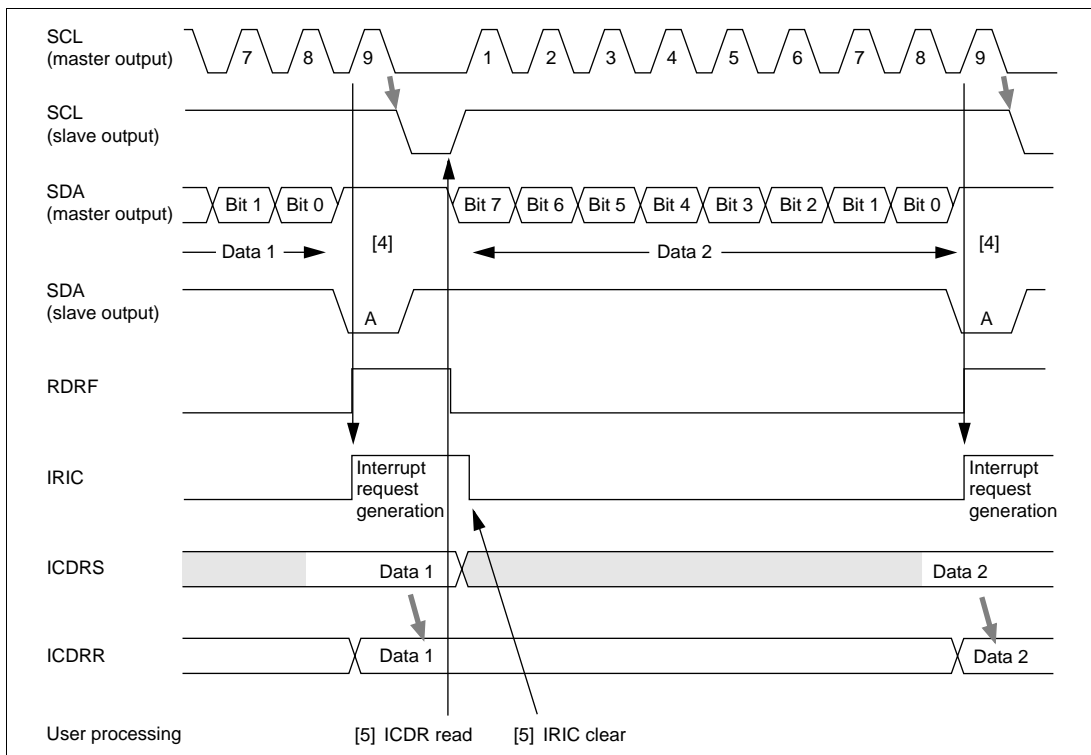 SCL
(master output)
7 8 9 1 2 3 4 5 6 7 8 9
SCL
(slave output)
SDA
(master output)
Bit 1 Bit 0 Bit 7 Bit 6 Bit 5 Bit 4 Bit 3 Bit 2 Bit 1 Bit 0
Data 1 [4] Data 2 [4]
SDA
(slave output)
A A
RDRF
IRIC
Interrupt
request
generation
Interrupt
request
generation
ICDRS
Data 1 Data 2
ICDRR
Data 1 Data 2
User processing [5] ICDR read [5] IRIC clear